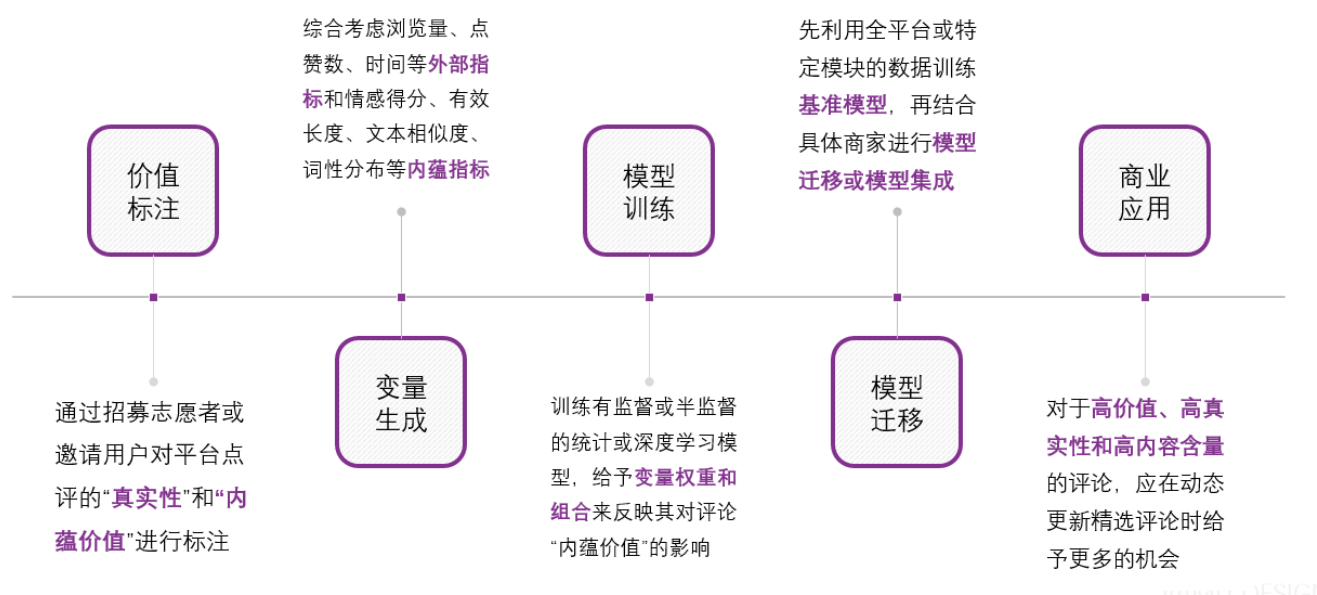 价值
标注
通过招募志愿者或
邀请用户对平台点
评的“真实性”和“内
蕴价值”进行标注
综合考虑浏览量、点
赞数、时间等外部指
标和情感得分、有效
长度、文本相似度、
词性分布等内蕴指标
变量
生成
模型
训练
训练有监督或半监督
的统计或深度学习模
型，给予变量权重和
组合来反映其对评论
“内蕴价值”的影响
先利用全平台或特
定模块的数据训练
基准模型，再结合
具体商家进行模型
迁移或模型集成
模型
迁移
商业
应用
对于高价值、高真
实性和高内容含量
的评论，应在动态
更新精选评论时给
予更多的机会